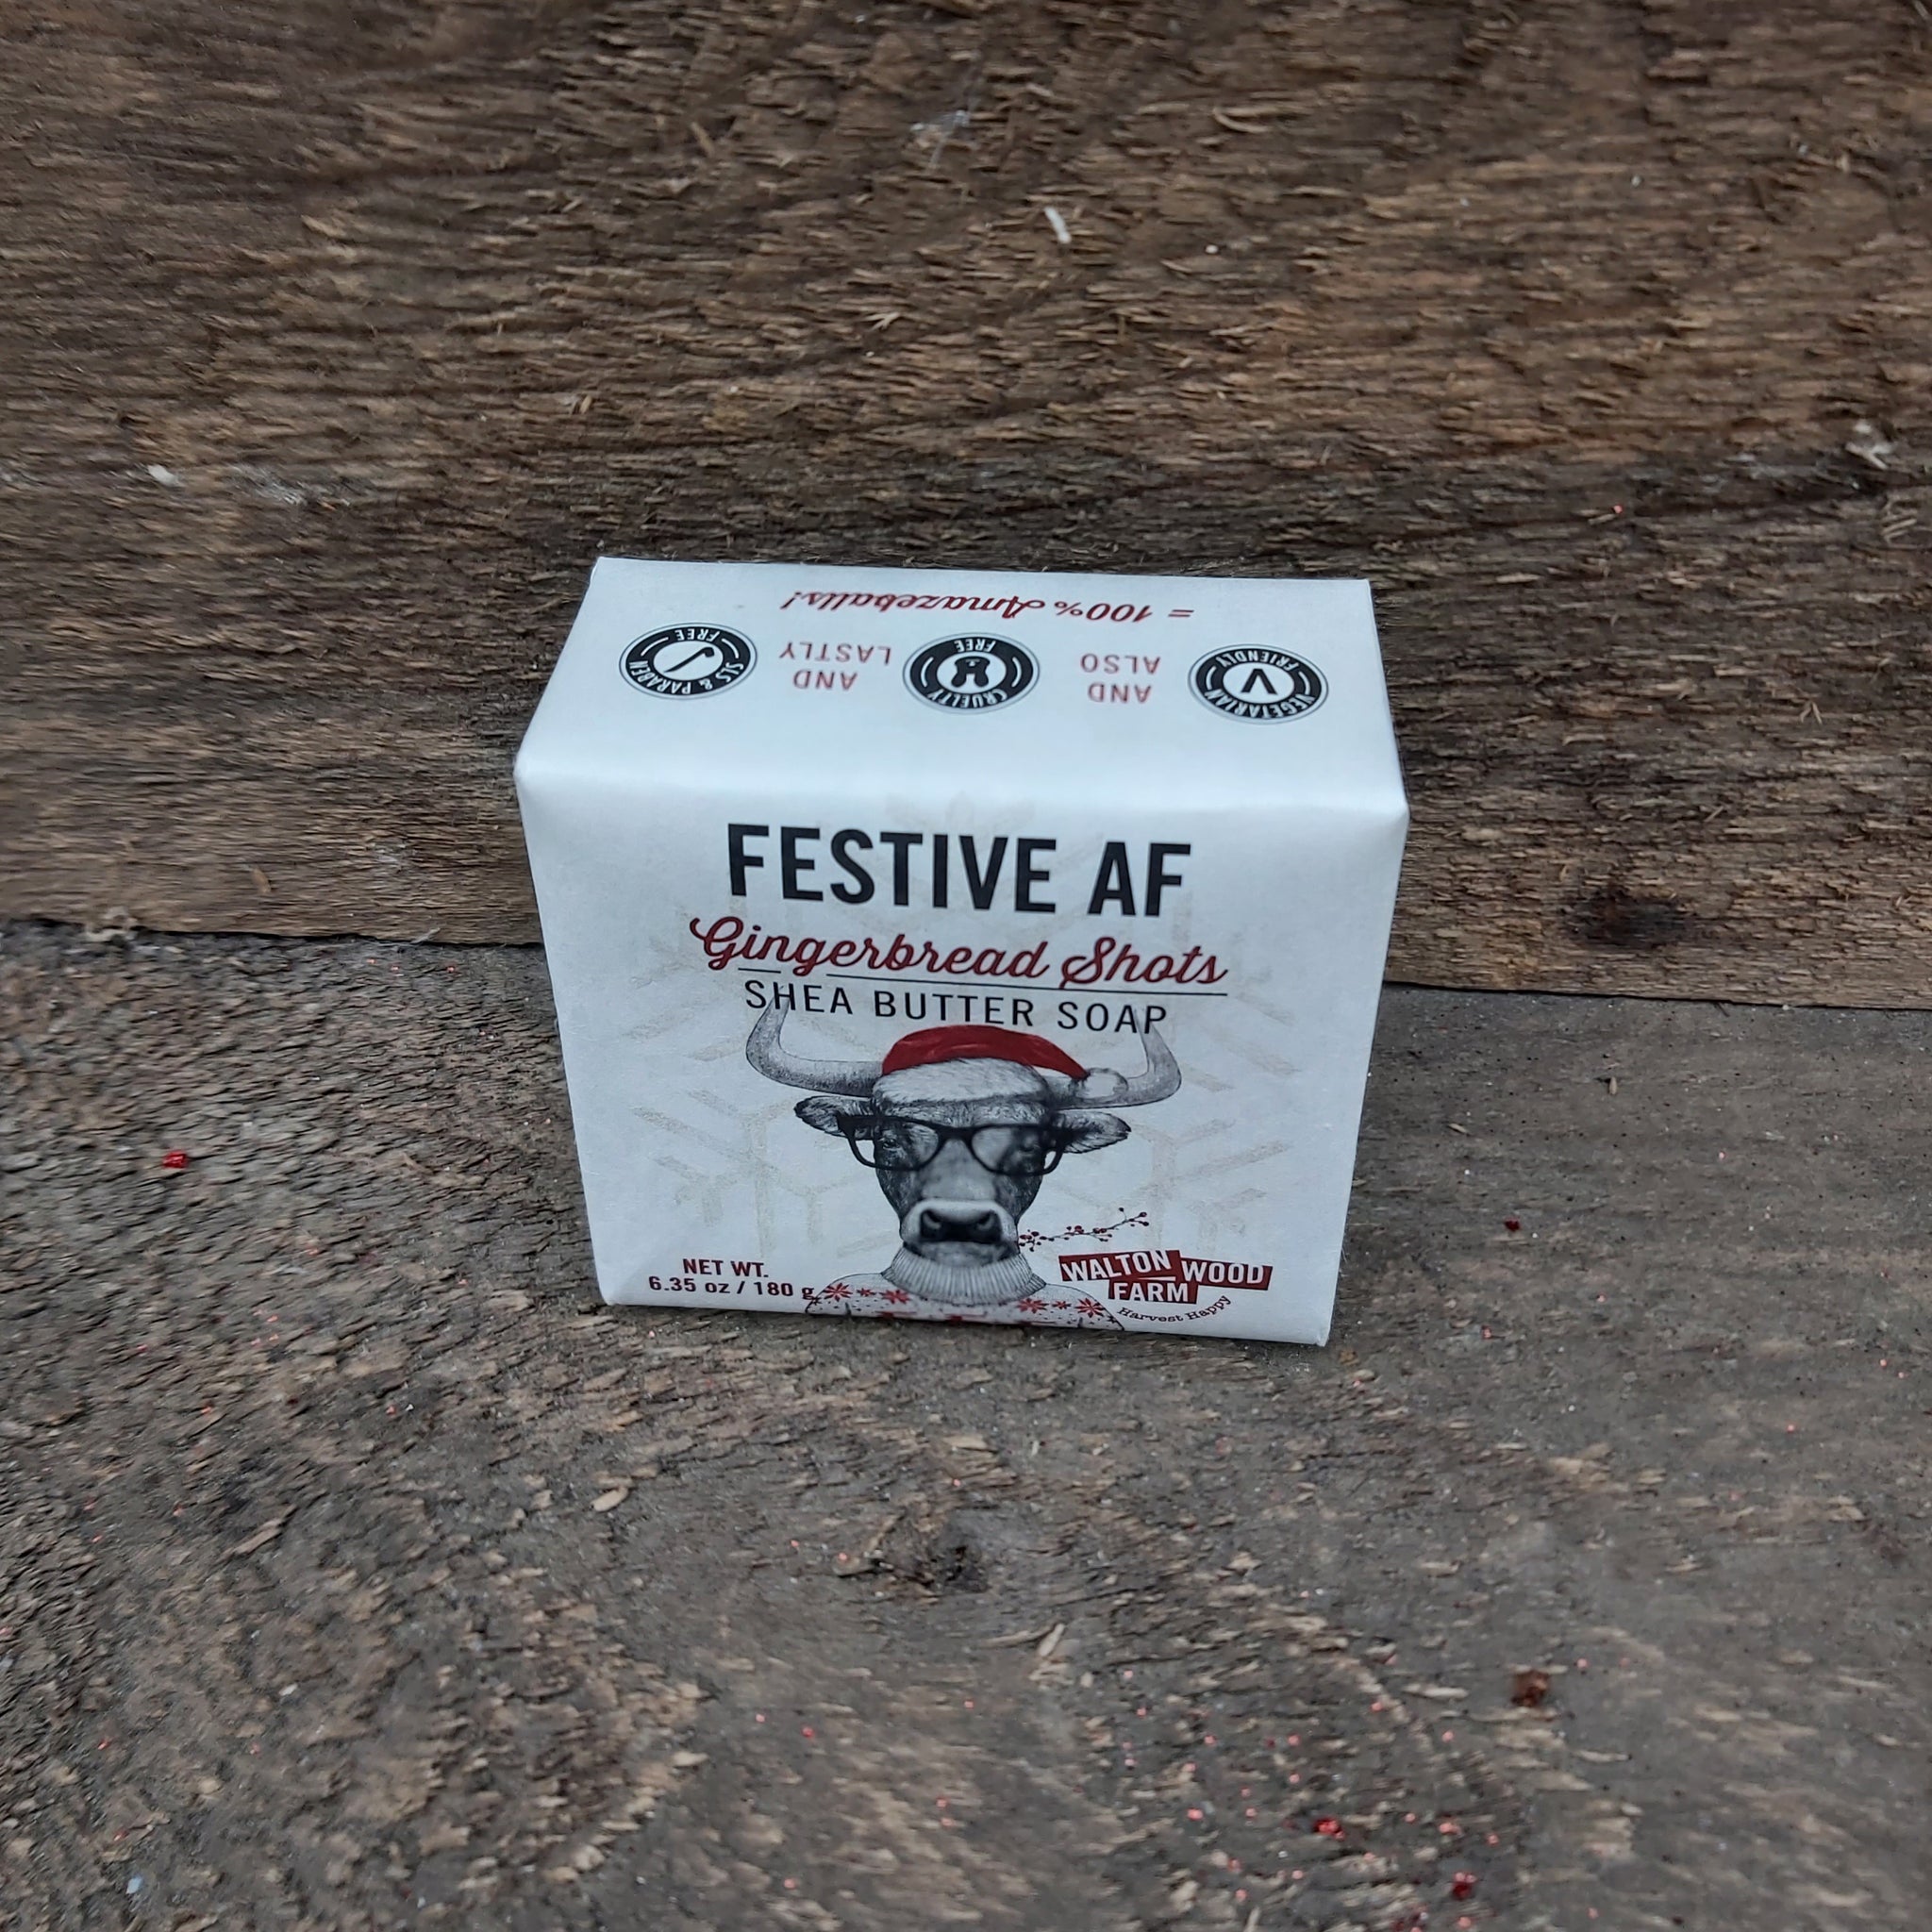 VEGETARIAN FRIENDLY
AND
ALSO
CRUELTY FREE
AND
LASTLY
SLS & PARABEN FREE
= 100% Amazeballs!
FESTIVE AF
Gingerbread Shots
SHEA BUTTER SOAP
NET WT.
6.35 oz / 180 g
WALTON WOOD
FARM
Harvest Happy